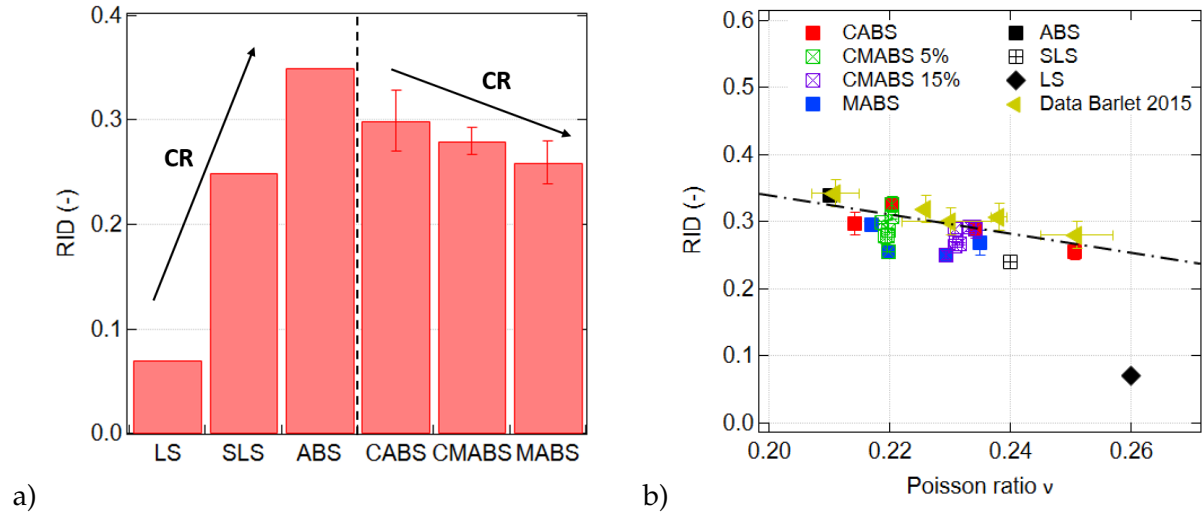 0.4
0.3
0.2
0.1
0.0
RID (-)
CR
CR
LS SLS ABS CABS CMABS MABS
a)
0.6
0.5
0.4
0.3
0.2
0.1
0.0
RID (-)
CABS ABS
CMABS 5% SLS
CMABS 15% LS
MABS Data Barlet 2015
0.20 0.22 0.24 0.26
Poisson ratio ν
b)